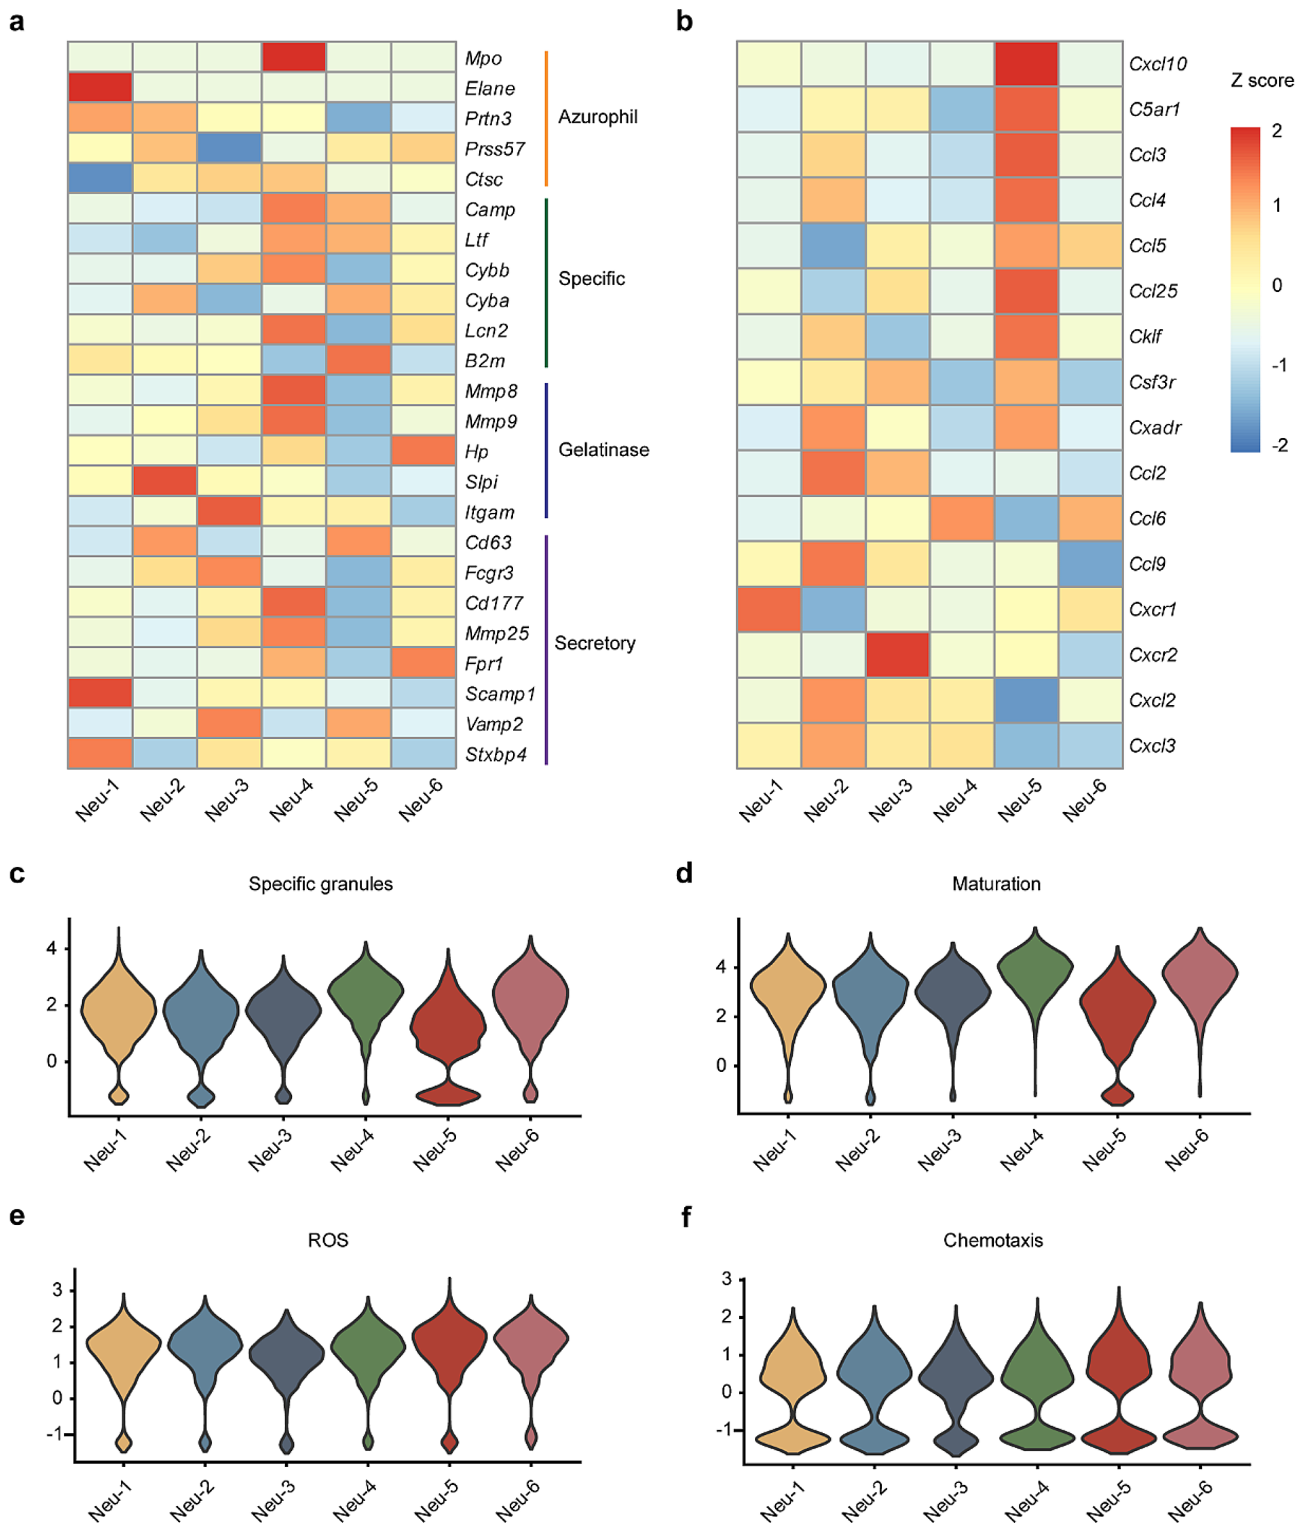 a
Mpo
Elane
Prtn3
Prss57
Ctsc
Azurophil
Camp
Ltf
Cybb
Cyba
Lcn2
B2m
Specific
Mmp8
Mmp9
Hp
Slpi
Itgam
Gelatinase
Cd63
Fcgr3
Cd177
Mmp25
Fpr1
Scamp1
Vamp2
Stxbp4
Secretory
Neu-1 Neu-2 Neu-3 Neu-4 Neu-5 Neu-6
b
Cxcl10
C5ar1
Ccl3
Ccl4
Ccl5
Ccl25
Cklf
Csf3r
Cxadr
Ccl2
Ccl6
Ccl9
Cxcr1
Cxcr2
Cxcl2
Cxcl3
Neu-1 Neu-2 Neu-3 Neu-4 Neu-5 Neu-6
Z score
2
1
0
-1
-2
c
Specific granules
4
2
0
Neu-1 Neu-2 Neu-3 Neu-4 Neu-5 Neu-6
d
Maturation
4
2
0
Neu-1 Neu-2 Neu-3 Neu-4 Neu-5 Neu-6
e
ROS
3
2
1
0
-1
Neu-1 Neu-2 Neu-3 Neu-4 Neu-5 Neu-6
f
Chemotaxis
3
2
1
0
-1
Neu-1 Neu-2 Neu-3 Neu-4 Neu-5 Neu-6